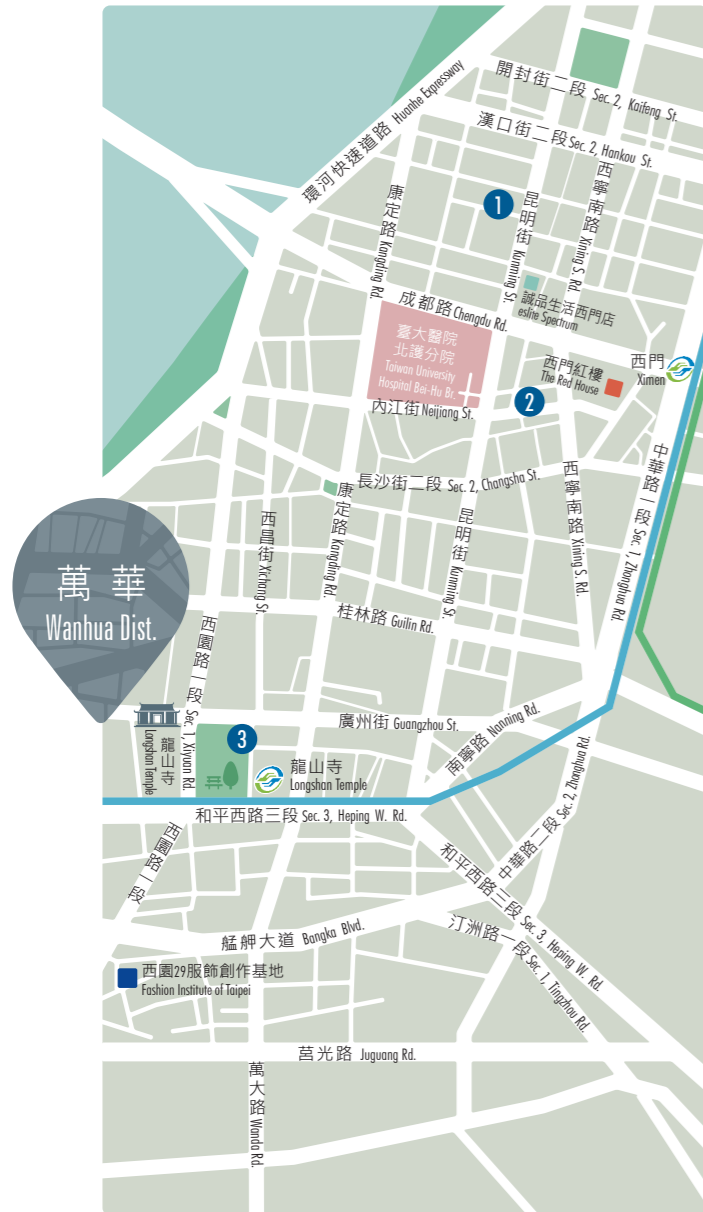 開封街二段 Sec. 2, Kaifeng St.
環河快速道路 Huanhe Expressway
漢口街二段 Sec. 2, Hankou St.
1
康定路 Kangding Rd.
昆明街 Kunming St.
西寧南路 Xining S. Rd.
成都路 Chengdu Rd.
誠品生活西門店
eslite Spectrum
臺大醫院
北護分院
Taiwan University
Hospital Bei-Hu Br.
西門紅樓
The Red House
西門
Ximen
2
內江街 Neijiang St.
中華路一段 Sec. 1, Zhonghua Rd.
長沙街二段 Sec. 2, Changsha St.
西寧南路 Xining S. Rd.
康定路 Kangding Rd.
昆明街 Kunming St.
西昌街 Xichang St.
萬華
Wanhua Dist.
桂林路 Guilin Rd.
西園路一段 Sec. 1, Xiyuan Rd.
廣州街 Guangzhou St.
南寧路 Nanning Rd.
3
龍山寺
Longshan Temple
龍山寺
Longshan Temple
中華路二段 Sec. 2, Zhonghua Rd.
和平西路三段 Sec. 3, Heping W. Rd.
西園路一段
和平西路三段 Sec. 3, Heping W. Rd.
汀洲路一段 Sec. 1, Tingzhou Rd.
艋舺大道 Bangka Blvd.
西園29服飾創作基地
Fashion Institute of Taipei
莒光路 Juguang Rd.
萬大路 Wanda Rd.